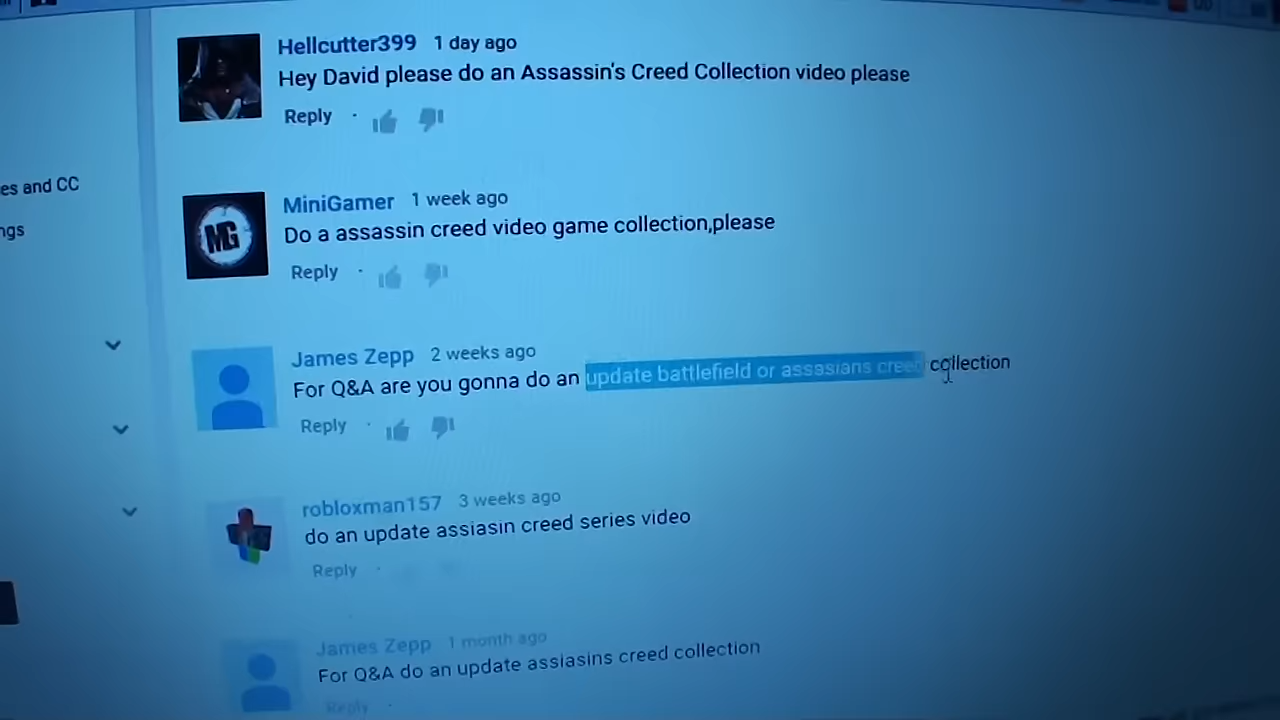 Hellcutter399 1 day ago
Hey David please do an Assassin's Creed Collection video please
Reply ·
es and CC
MiniGamer 1 week ago
MG
Do a assassin creed video game collection,please
ngs
Reply ·
James Zepp 2 weeks ago
For Q&A are you gonna do an update battlefield or assasians creed collection
Reply ·
robloxman157 3 weeks ago
do an update assiasin creed series video
Reply ·
James Zepp 1 month ago
For Q&A do an update assiasins creed collection
Reply ·